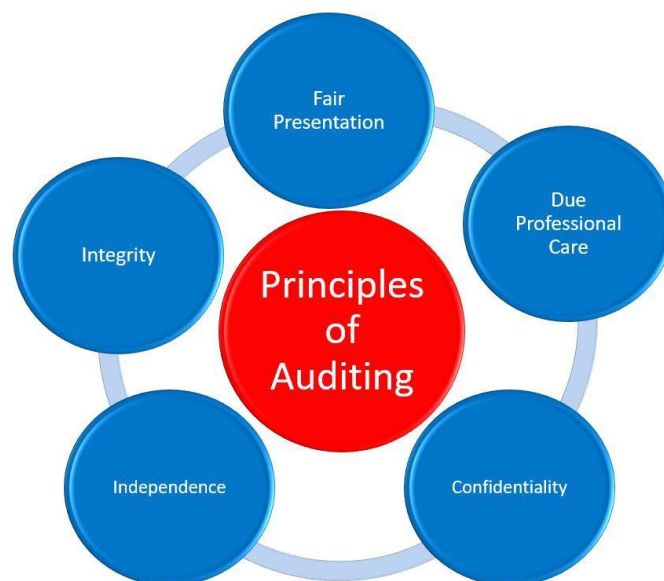 Fair
Presentation
Due
Professional
Care
Integrity
Principles
of
Auditing
Independence
Confidentiality